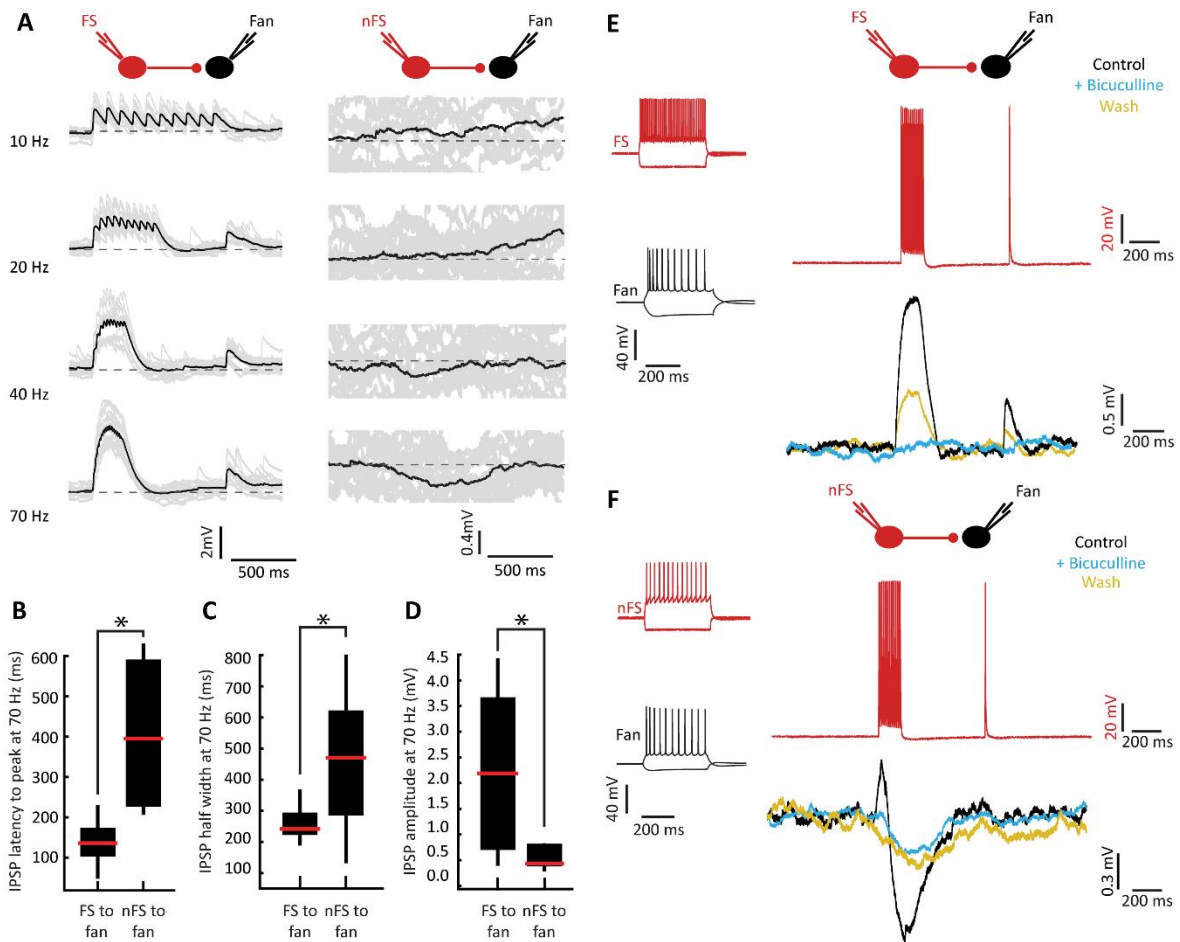 A
FS
Fan
nFS
Fan
10 Hz
20 Hz
40 Hz
70 Hz
2mV
500 ms
0.4mV
500 ms
B
IPSP latency to peak at 70 Hz (ms)
600
500
400
300
200
100
*
FS to fan
nFS to fan
C
IPSP half width at 70 Hz (ms)
800
700
600
500
400
300
200
100
*
FS to fan
nFS to fan
D
IPSP amplitude at 70 Hz (mV)
4.5
4.0
3.5
3.0
2.5
2.0
1.5
1.0
0.5
0.0
*
FS to fan
nFS to fan
E
FS
Fan
Control
+ Bicuculline
Wash
FS
Fan
40 mV
200 ms
20 mV
200 ms
0.5 mV
200 ms
F
nFS
Fan
Control
+ Bicuculline
Wash
nFS
Fan
40 mV
200 ms
20 mV
200 ms
0.3 mV
200 ms